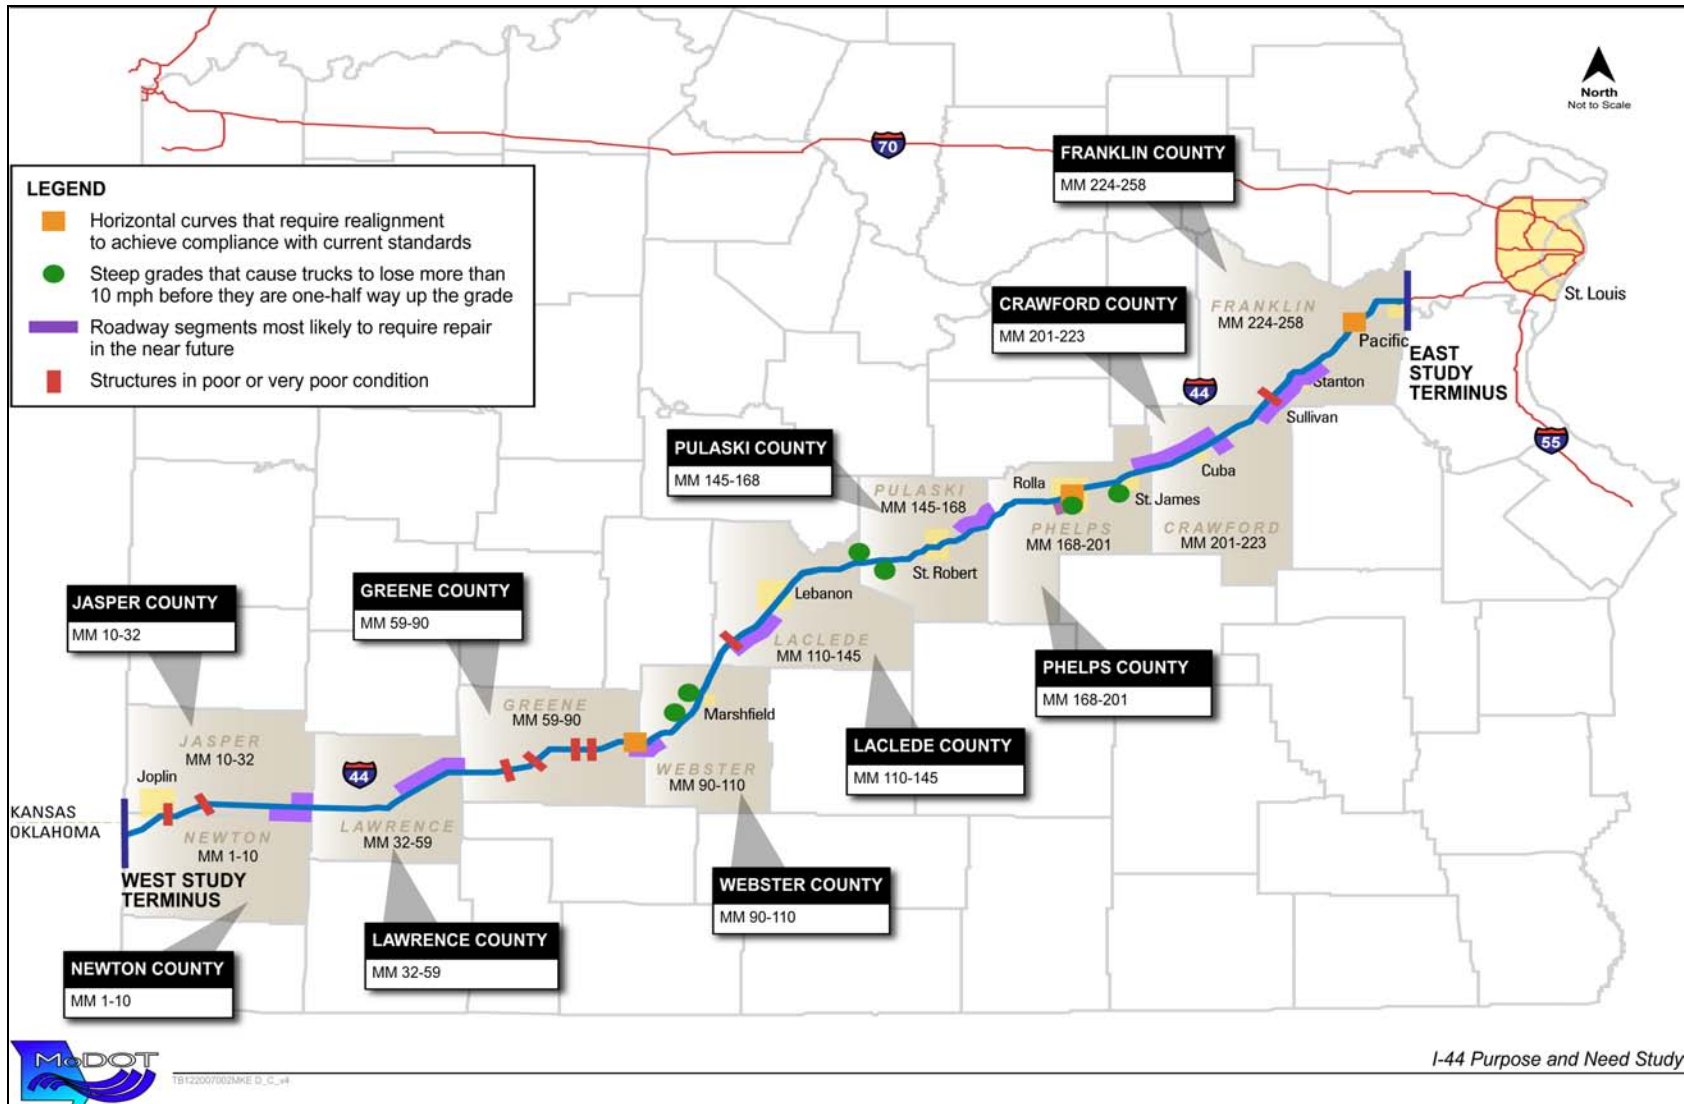 North
Not to Scale
70
FRANKLIN COUNTY
MM 224-258
LEGEND
Horizontal curves that require realignment
to achieve compliance with current standards
Steep grades that cause trucks to lose more than
10 mph before they are one-half way up the grade
Roadway segments most likely to require repair
in the near future
Structures in poor or very poor condition
St. Louis
CRAWFORD COUNTY
MM 201-223
FRANKLIN
MM 224-258
Pacific
EAST
STUDY
TERMINUS
44
Stanton
Sullivan
55
PULASKI COUNTY
MM 145-168
Cuba
PULASKI
MM 145-168
Rolla
St. James
PHELPS
MM 168-201
CRAWFORD
MM 201-223
St. Robert
JASPER COUNTY
MM 10-32
GREENE COUNTY
MM 59-90
Lebanon
LACLEDE
MM 110-145
PHELPS COUNTY
MM 168-201
GREENE
MM 59-90
Marshfield
LACLEDE COUNTY
MM 110-145
JASPER
MM 10-32
Joplin
44
WEBSTER
MM 90-110
KANSAS
OKLAHOMA
NEWTON
MM 1-10
LAWRENCE
MM 32-59
WEST STUDY
TERMINUS
WEBSTER COUNTY
MM 90-110
LAWRENCE COUNTY
MM 32-59
NEWTON COUNTY
MM 1-10
MoDOT
TB122007002MKE D_C_v4
I-44 Purpose and Need Study